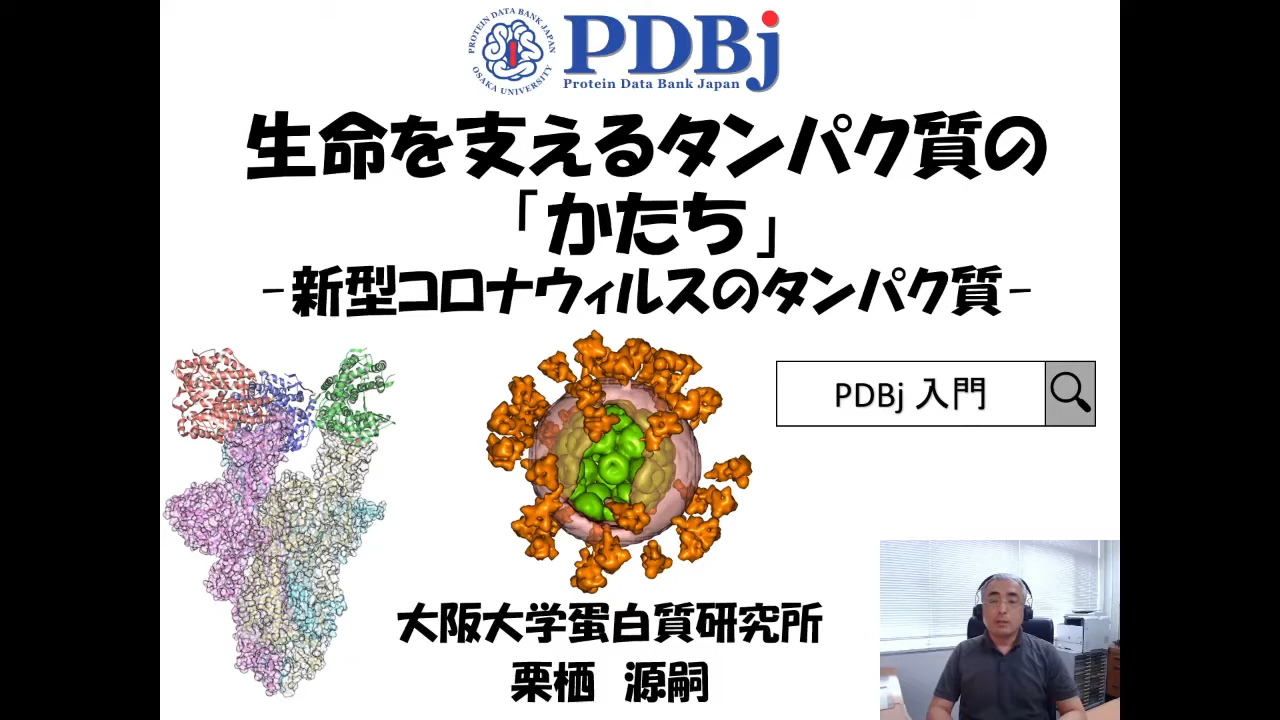 PROTEIN DATA BANK JAPAN
OSAKA UNIVERSITY
PDBj
Protein Data Bank Japan
生命を支えるタンパク質の
「かたち」
-新型コロナウィルスのタンパク質-
PDBj 入門
大阪大学蛋白質研究所
栗栖 源嗣